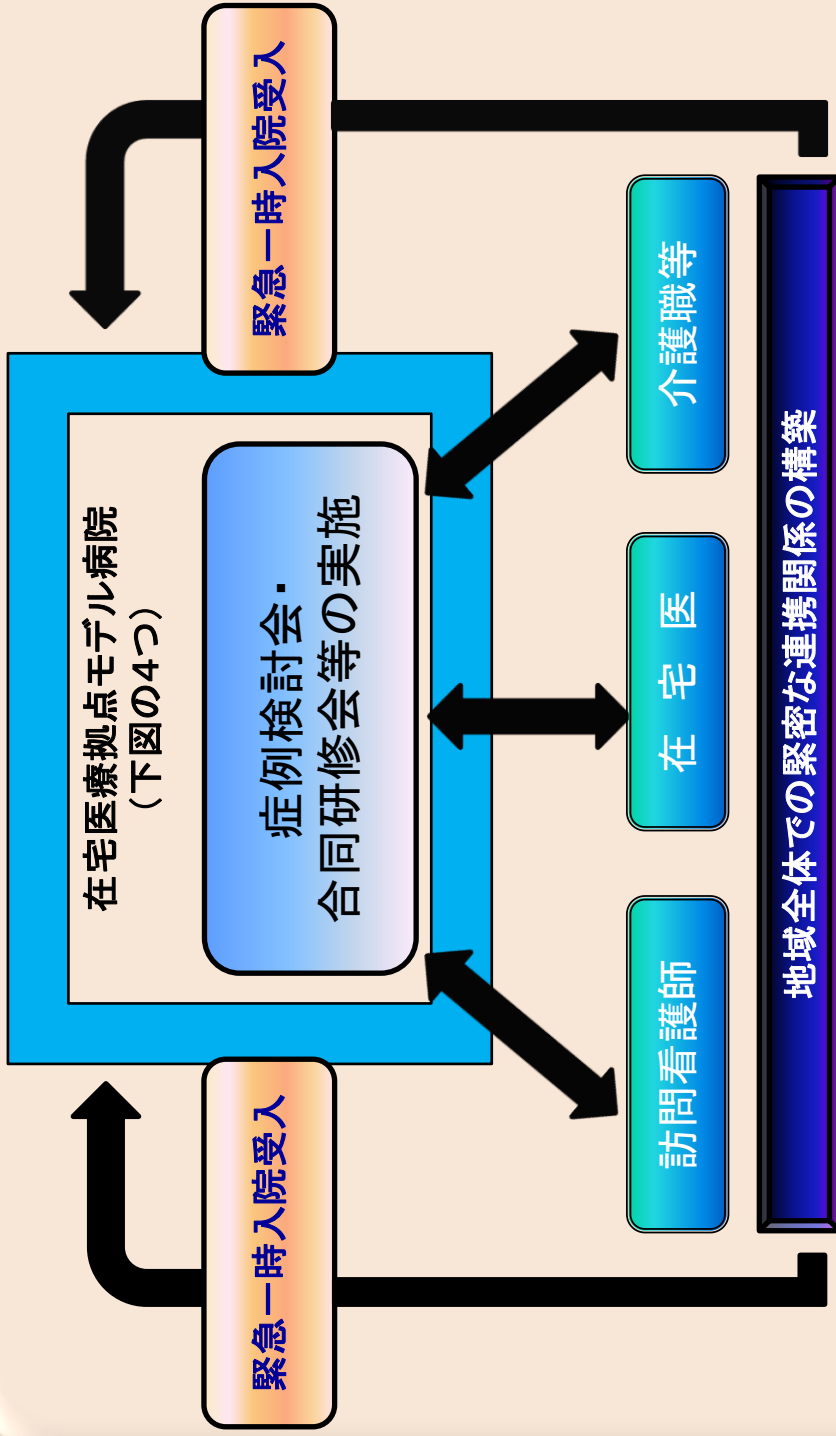 在宅医療拠点モデル病院
（下図の4つ）
緊急一時入院受入
緊急一時入院受入
症例検討会・
合同研修会等の実施
訪問看護師
在　宅　医
介護職等
地域全体での緊密な連携関係の構築